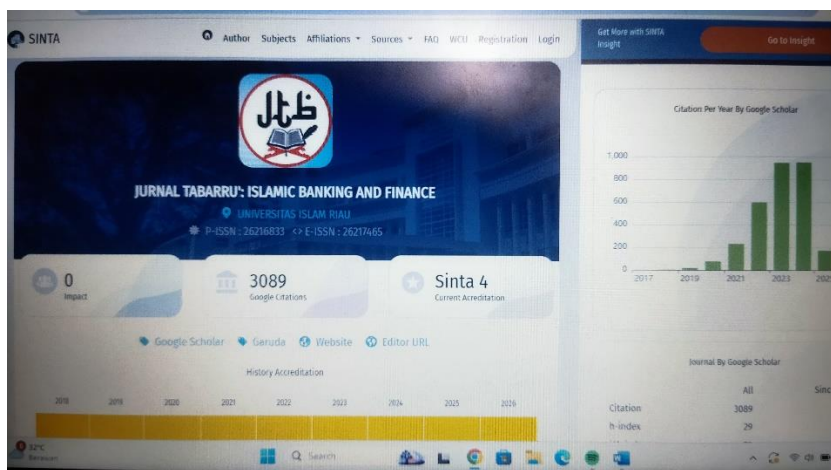 SINTA
Author Subjects Affiliations Sources FAQ WCU Registration Login
JURNAL TABARRU': ISLAMIC BANKING AND FINANCE
UNIVERSITAS ISLAM RIAU
P-ISSN : 26216833 <> E-ISSN : 26217465
0
Impact
3089
Google Citations
Sinta 4
Current Acreditation
Google Scholar Garuda Website Editor URL
History Accreditation
2018 2019 2020 2021 2022 2023 2024 2025 2026
Get More with SINTA
Insight
Go to Insight
Citation Per Year By Google Scholar
1,000
800
600
400
200
0
2017 2019 2021 2023
Journal By Google Scholar
All
Citation 3089
h-index 29
32°C
Search